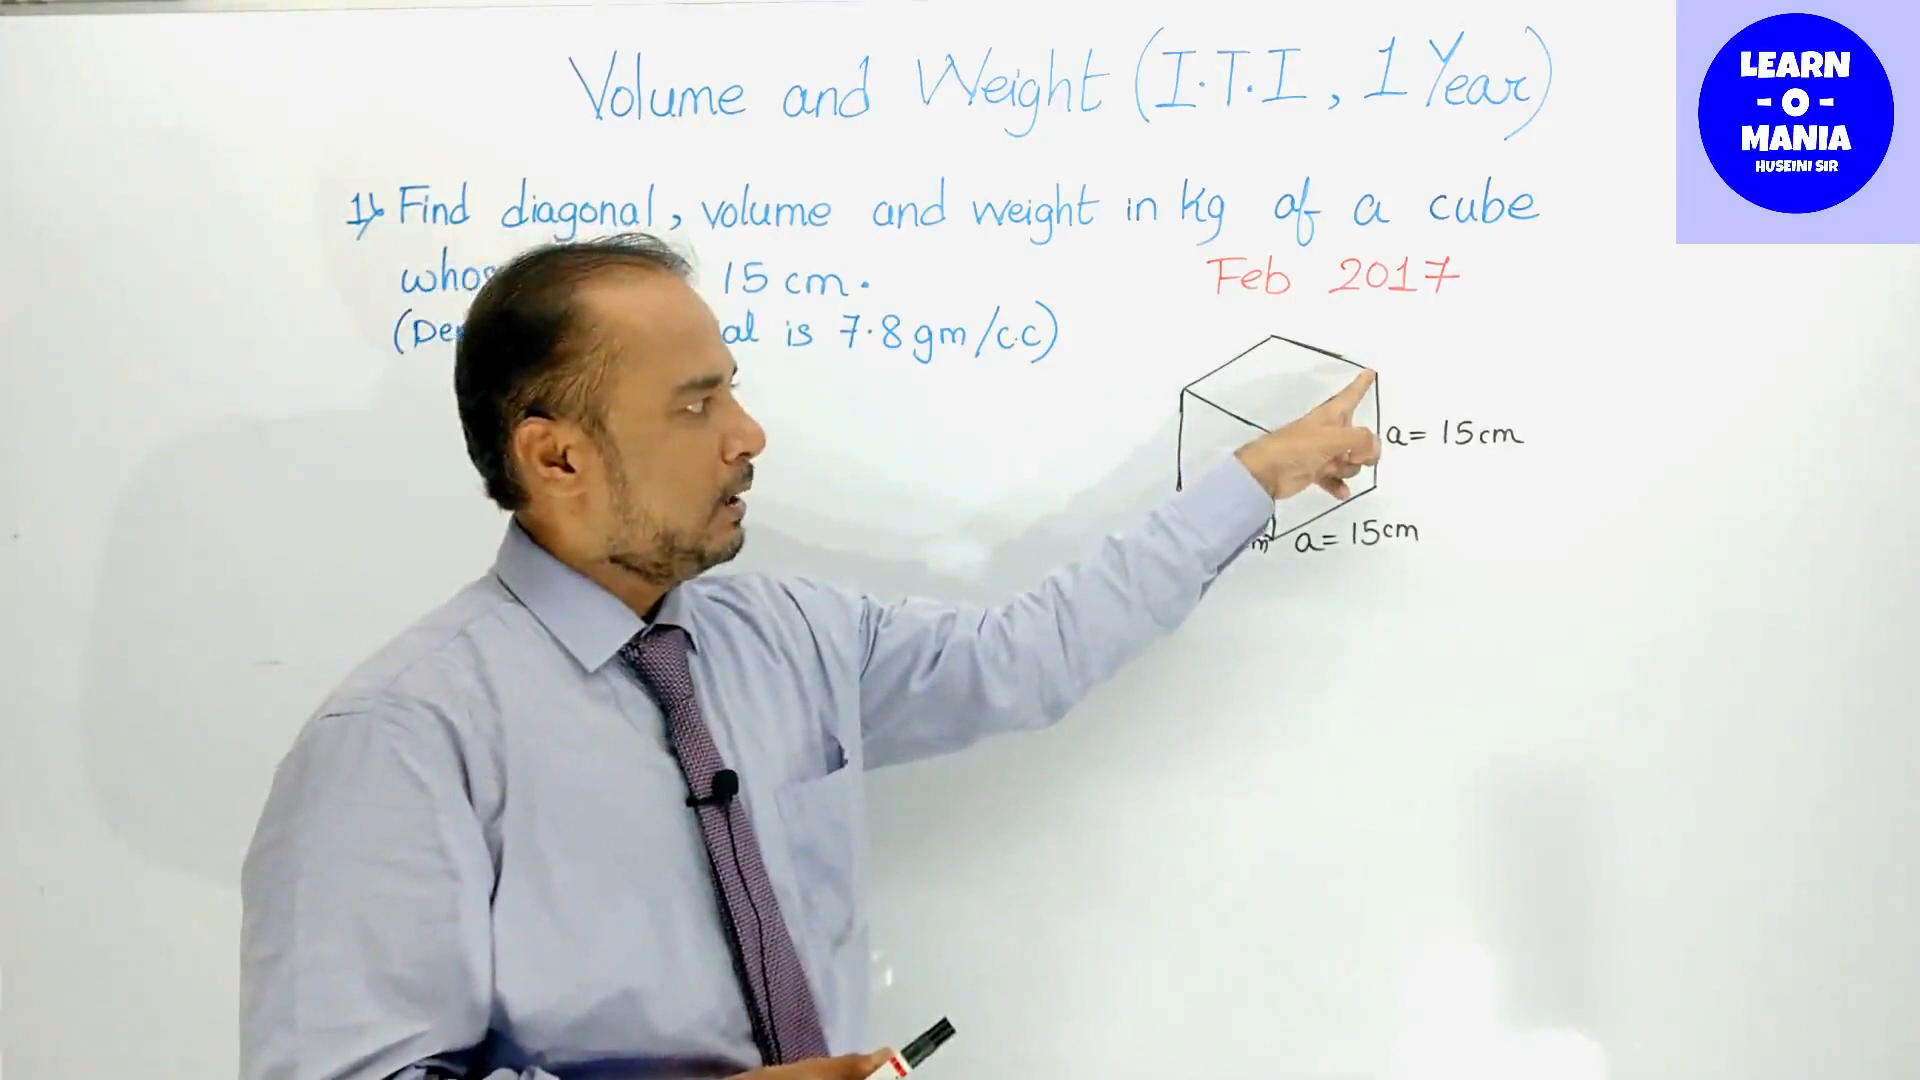 Volume and Weight (I.T.I, 1 Year)
LEARN
- O -
MANIA
HUSEINI SIR
1) Find diagonal, volume and weight in kg of a cube
15 cm.
Feb 2017
is 7.8 gm/c.c)
a = 15cm
a = 15cm